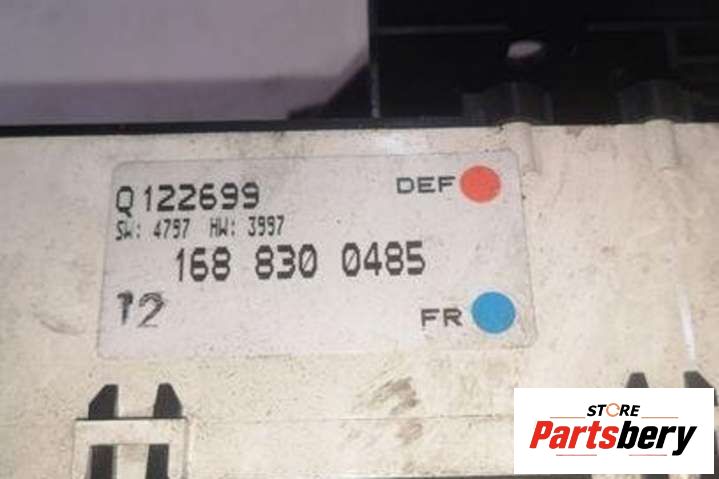 Q122699
DEF
SW: 4797 HW: 3997
168 830 0485
12
FR
STORE
Partsbery